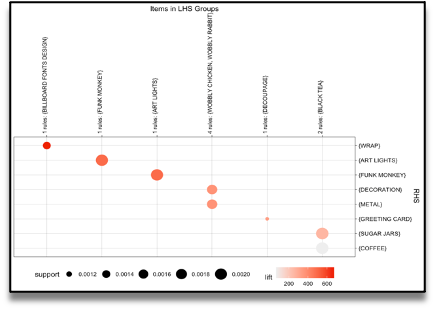 Items in LHS Groups
1 rules: {BILLBOARD FONTS DESIGN}
1 rules: {FUNK MONKEY}
1 rules: {ART LIGHTS}
4 rules: {WOBBLY CHICKEN, WOBBLY RABBIT}
1 rules: {DECOUPAGE}
2 rules: {BLACK TEA}
{WRAP}
{ART LIGHTS}
{FUNK MONKEY}
{DECORATION}
{METAL}
{GREETING CARD}
{SUGAR JARS}
{COFFEE}
RHS
support 0.0012 0.0014 0.0016 0.0018 0.0020 lift
200 400 600